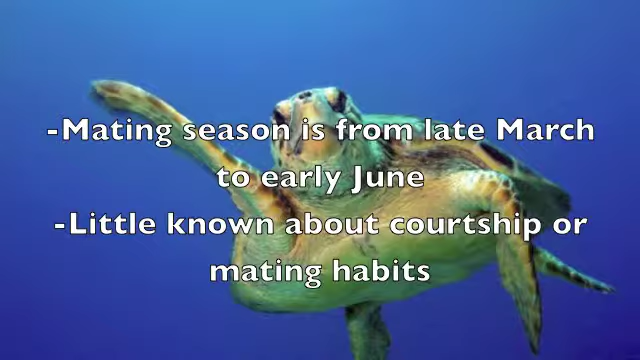 -Mating season is from late March
to early June
-Little known about courtship or
mating habits